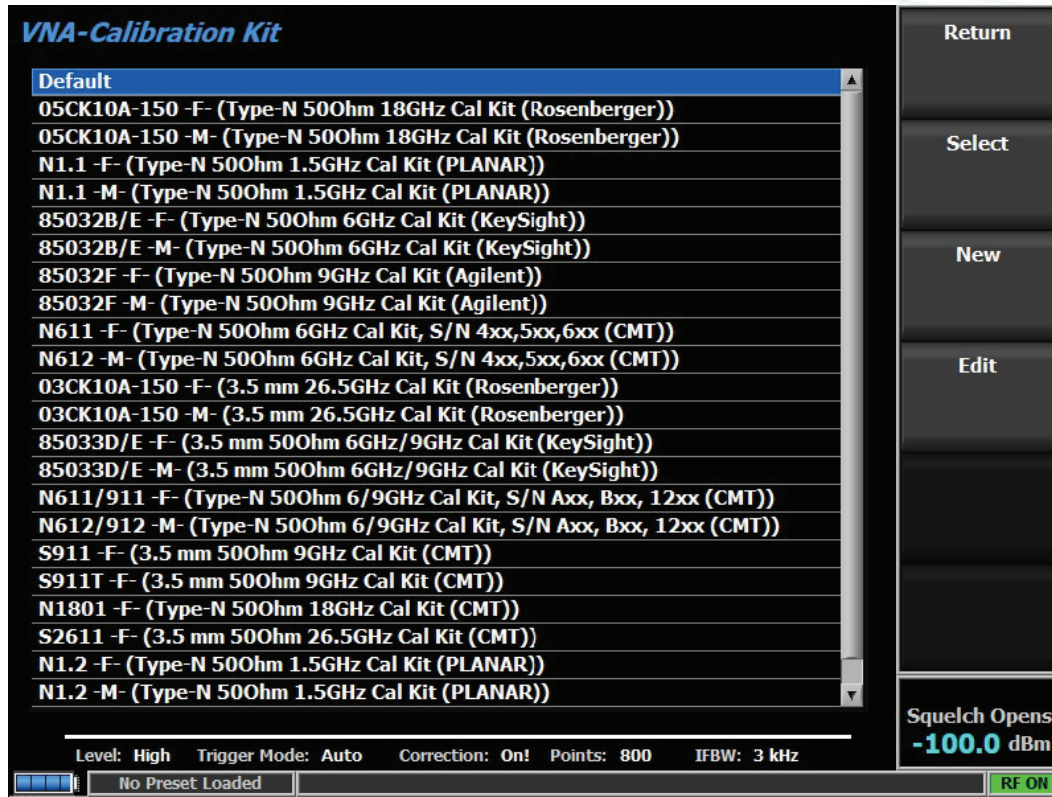 VNA-Calibration Kit
Default
05CK10A-150 -F- (Type-N 50Ohm 18GHz Cal Kit (Rosenberger))
05CK10A-150 -M- (Type-N 50Ohm 18GHz Cal Kit (Rosenberger))
N1.1 -F- (Type-N 50Ohm 1.5GHz Cal Kit (PLANAR))
N1.1 -M- (Type-N 50Ohm 1.5GHz Cal Kit (PLANAR))
85032B/E -F- (Type-N 50Ohm 6GHz Cal Kit (KeySight))
85032B/E -M- (Type-N 50Ohm 6GHz Cal Kit (KeySight))
85032F -F- (Type-N 50Ohm 9GHz Cal Kit (Agilent))
85032F -M- (Type-N 50Ohm 9GHz Cal Kit (Agilent))
N611 -F- (Type-N 50Ohm 6GHz Cal Kit, S/N 4xx,5xx,6xx (CMT))
N612 -M- (Type-N 50Ohm 6GHz Cal Kit, S/N 4xx,5xx,6xx (CMT))
03CK10A-150 -F- (3.5 mm 26.5GHz Cal Kit (Rosenberger))
03CK10A-150 -M- (3.5 mm 26.5GHz Cal Kit (Rosenberger))
85033D/E -F- (3.5 mm 50Ohm 6GHz/9GHz Cal Kit (KeySight))
85033D/E -M- (3.5 mm 50Ohm 6GHz/9GHz Cal Kit (KeySight))
N611/911 -F- (Type-N 50Ohm 6/9GHz Cal Kit, S/N Axx, Bxx, 12xx (CMT))
N612/912 -M- (Type-N 50Ohm 6/9GHz Cal Kit, S/N Axx, Bxx, 12xx (CMT))
S911 -F- (3.5 mm 50Ohm 9GHz Cal Kit (CMT))
S911T -F- (3.5 mm 50Ohm 9GHz Cal Kit (CMT))
N1801 -F- (Type-N 50Ohm 18GHz Cal Kit (CMT))
S2611 -F- (3.5 mm 50Ohm 26.5GHz Cal Kit (CMT))
N1.2 -F- (Type-N 50Ohm 1.5GHz Cal Kit (PLANAR))
N1.2 -M- (Type-N 50Ohm 1.5GHz Cal Kit (PLANAR))
Level: High Trigger Mode: Auto Correction: On! Points: 800 IFBW: 3 kHz
No Preset Loaded
Return
Select
New
Edit
Squelch Opens
-100.0 dBm
RF ON